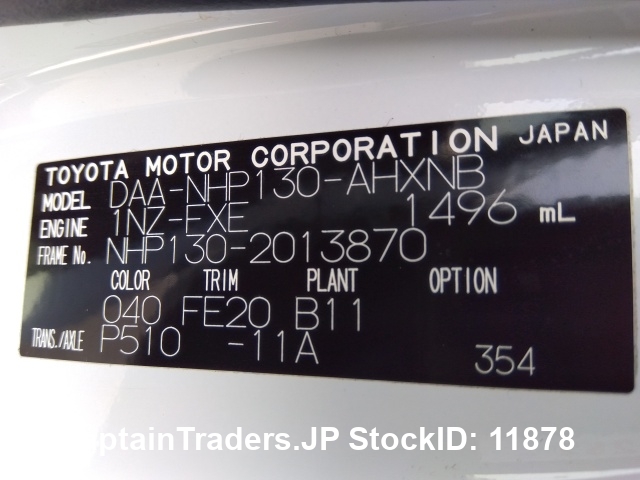 TOYOTA MOTOR CORPORATION JAPAN
MODEL DAA-NHP130-AHXNB
ENGINE 1NZ-EXE 1496 mL
FRAME No. NHP130-2013870
COLOR TRIM PLANT OPTION
040 FE20 B11
TRANS./AXLE P510 -11A 354
ptainTraders.JP StockID: 11878